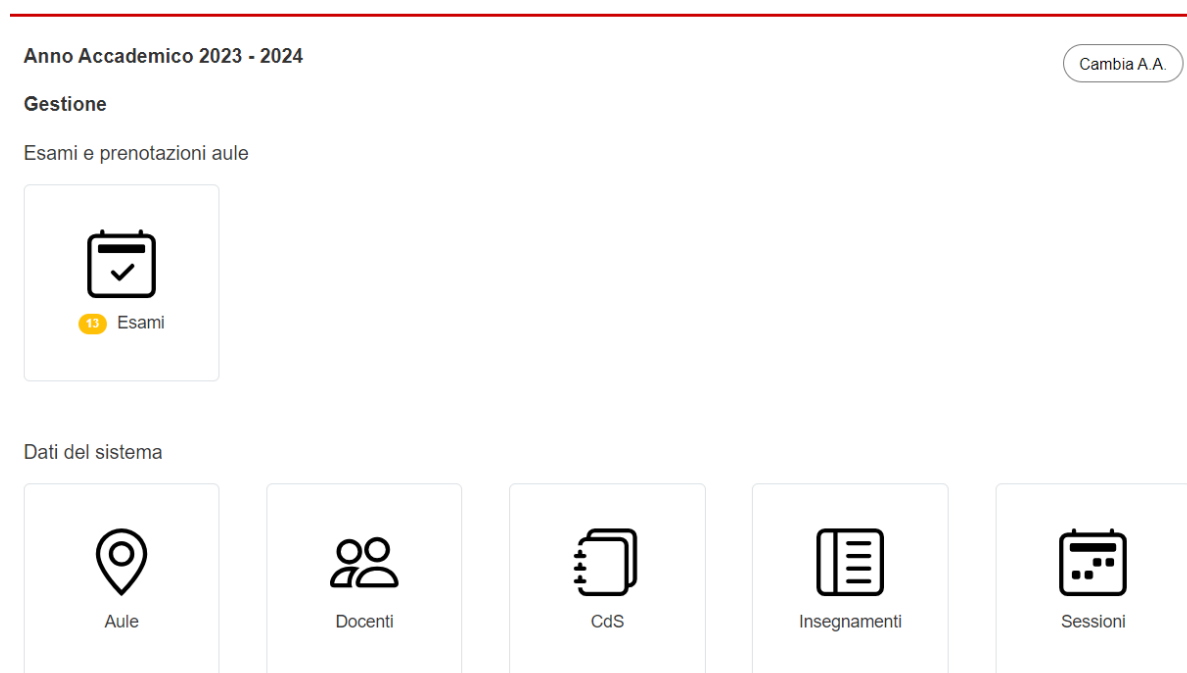 Anno Accademico 2023 - 2024
Cambia A.A.
Gestione
Esami e prenotazioni aule
13 Esami
Dati del sistema
Aule
Docenti
CdS
Insegnamenti
Sessioni